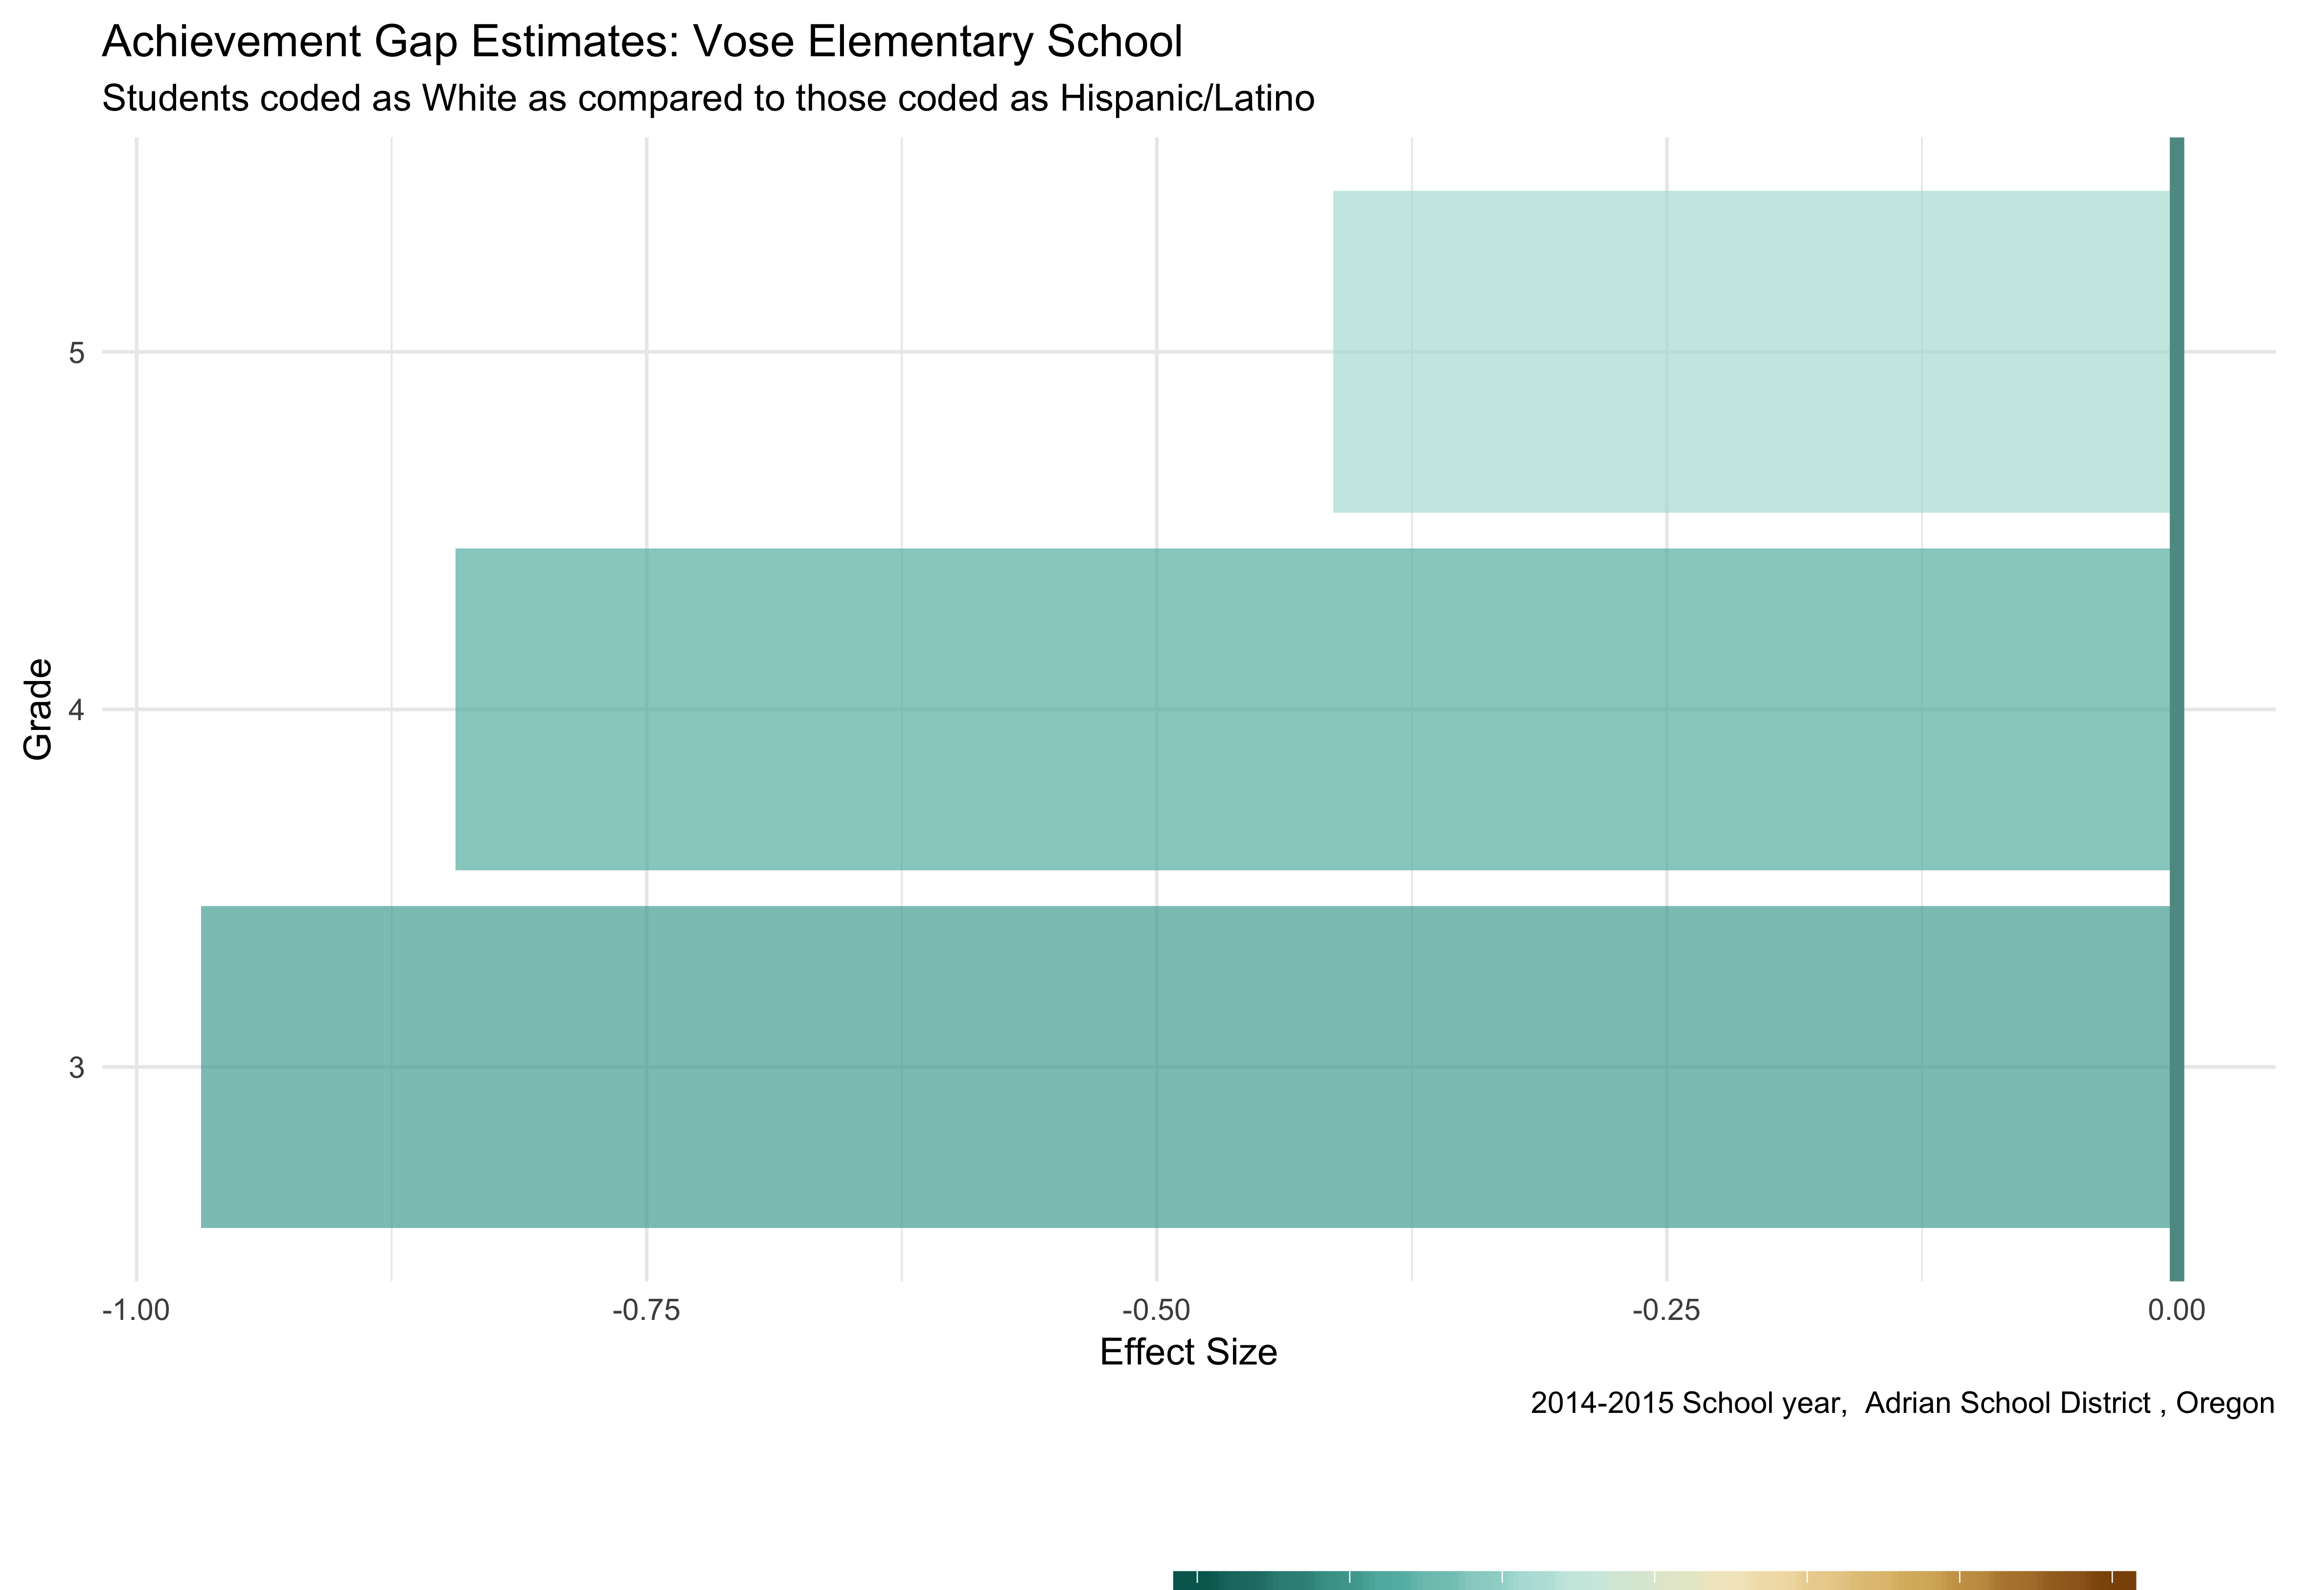 Achievement Gap Estimates: Vose Elementary School
Students coded as White as compared to those coded as Hispanic/Latino
5
4
3
Grade
-1.00 -0.75 -0.50 -0.25 0.00
Effect Size
2014-2015 School year,  Adrian School District , Oregon